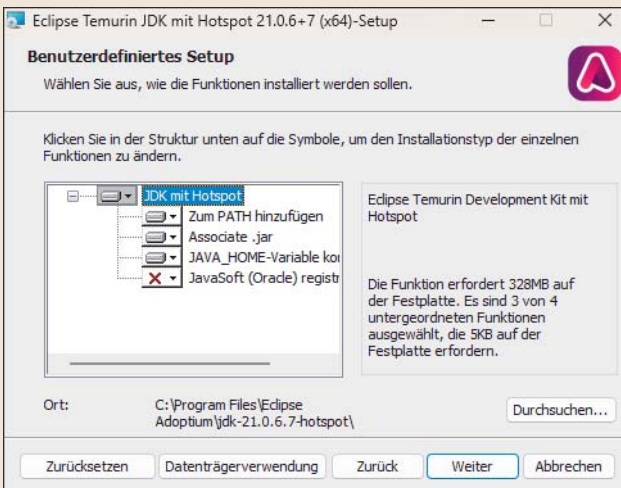 Eclipse Temurin JDK mit Hotspot 21.0.6+7 (x64)-Setup
Benutzerdefiniertes Setup
Wählen Sie aus, wie die Funktionen installiert werden sollen.
Klicken Sie in der Struktur unten auf die Symbole, um den Installationstyp der einzelnen
Funktionen zu ändern.
JDK mit Hotspot
Zum PATH hinzufügen
Associate .jar
JAVA_HOME-Variable
JavaSoft (Oracle)
Eclipse Temurin Development Kit mit
Hotspot
Die Funktion erfordert 328MB auf
der Festplatte. Es sind 3 von 4
untergeordneten Funktionen
ausgewählt, die 5KB auf der
Festplatte erfordern.
Ort:
C:\Program Files\Eclipse
Adoptium\jdk-21.0.6.7-hotspot\
Durchsuchen...
Zurücksetzen
Datenträgerverwendung
Zurück
Weiter
Abbrechen